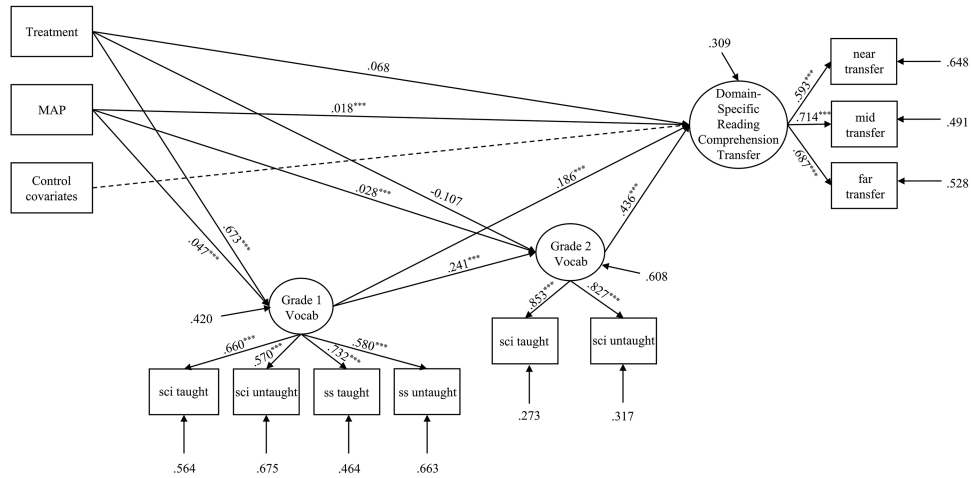 Treatment
MAP
Control
covariates
.068
.018***
.028***
-0.107
.673***
.047***
.186***
.436***
.241***
.309
Domain-
Specific
Reading
Comprehension
Transfer
.593***
.714***
.687***
near
transfer
.648
mid
transfer
.491
far
transfer
.528
Grade 2
Vocab
.608
.853***
.827***
sci taught
sci untaught
.273
.317
Grade 1
Vocab
.420
.660***
.570***
.732***
.580***
sci taught
sci untaught
ss taught
ss untaught
.564
.675
.464
.663